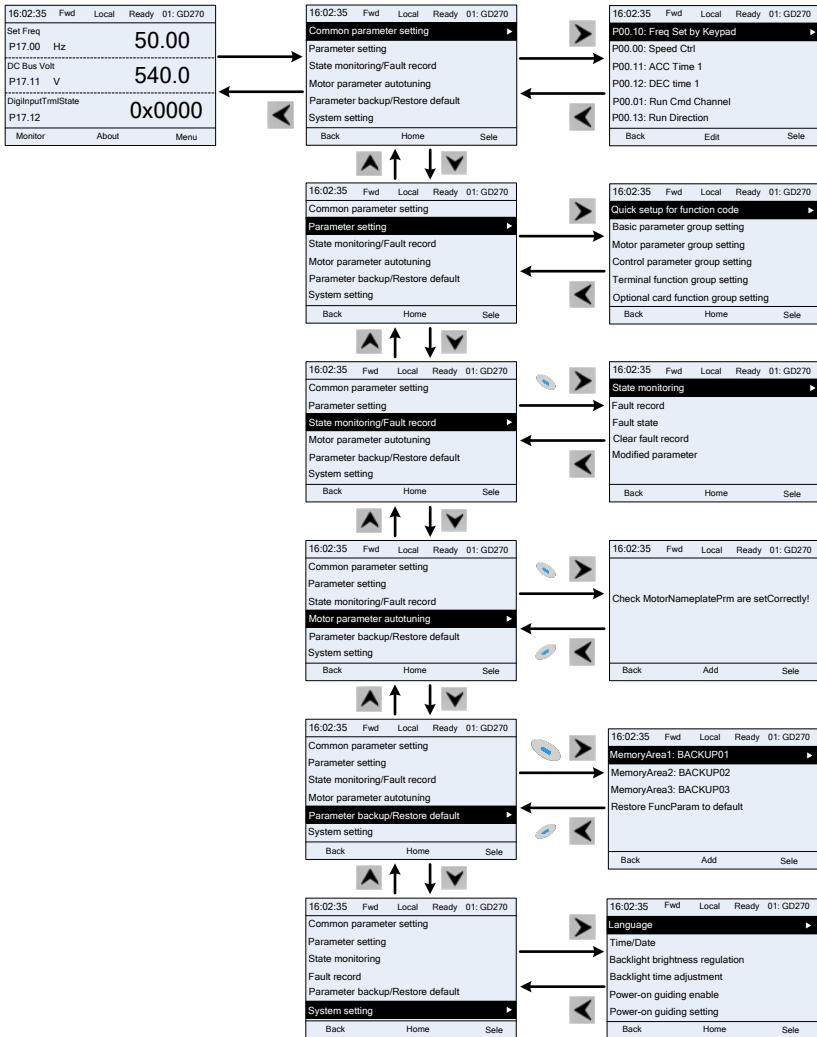 16:02:35 Fwd Local Ready 01: GD270
Set Freq
P17.00 Hz 50.00
DC Bus Volt
P17.11 V 540.0
DigiInputTrmlState
P17.12 0x0000
Monitor About Menu
16:02:35 Fwd Local Ready 01: GD270
Common parameter setting
Parameter setting
State monitoring/Fault record
Motor parameter autotuning
Parameter backup/Restore default
System setting
Back Home Sele
16:02:35 Fwd Local Ready 01: GD270
P00.10: Freq Set by Keypad
P00.00: Speed Ctrl
P00.11: ACC Time 1
P00.12: DEC time 1
P00.01: Run Cmd Channel
P00.13: Run Direction
Back Edit Sele
16:02:35 Fwd Local Ready 01: GD270
Common parameter setting
Parameter setting
State monitoring/Fault record
Motor parameter autotuning
Parameter backup/Restore default
System setting
Back Home Sele
16:02:35 Fwd Local Ready 01: GD270
Quick setup for function code
Basic parameter group setting
Motor parameter group setting
Control parameter group setting
Terminal function group setting
Optional card function group setting
Back Home Sele
16:02:35 Fwd Local Ready 01: GD270
Common parameter setting
Parameter setting
State monitoring/Fault record
Motor parameter autotuning
Parameter backup/Restore default
System setting
Back Home Sele
16:02:35 Fwd Local Ready 01: GD270
State monitoring
Fault record
Fault state
Clear fault record
Modified parameter
Back Home Sele
16:02:35 Fwd Local Ready 01: GD270
Common parameter setting
Parameter setting
State monitoring/Fault record
Motor parameter autotuning
Parameter backup/Restore default
System setting
Back Home Sele
16:02:35 Fwd Local Ready 01: GD270
Check MotorNameplatePrm are setCorrectly!
Back Add Sele
16:02:35 Fwd Local Ready 01: GD270
Common parameter setting
Parameter setting
State monitoring/Fault record
Motor parameter autotuning
Parameter backup/Restore default
System setting
Back Home Sele
16:02:35 Fwd Local Ready 01: GD270
MemoryArea1: BACKUP01
MemoryArea2: BACKUP02
MemoryArea3: BACKUP03
Restore FuncParam to default
Back Add Sele
16:02:35 Fwd Local Ready 01: GD270
Common parameter setting
Parameter setting
State monitoring
Fault record
Parameter backup/Restore default
System setting
Back Home Sele
16:02:35 Fwd Local Ready 01: GD270
Language
Time/Date
Backlight brightness regulation
Backlight time adjustment
Power-on guiding enable
Power-on guiding setting
Back Home Sele